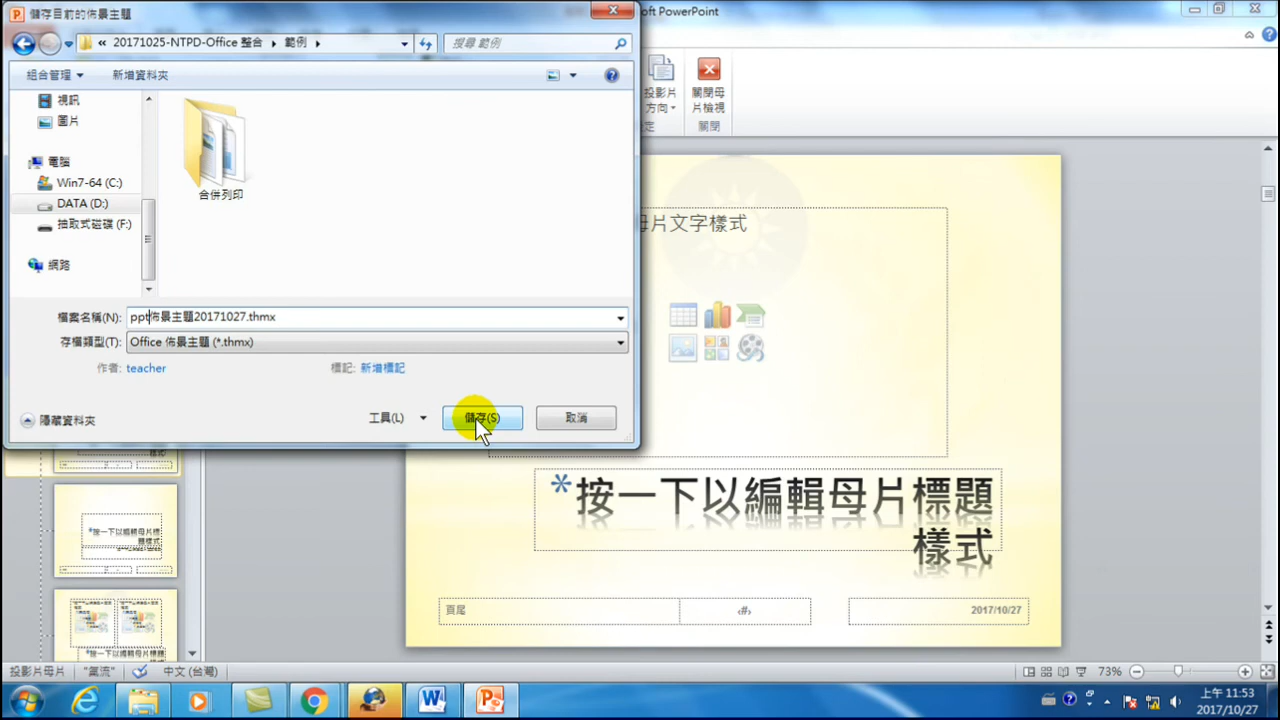 儲存目前的佈景主題
oft PowerPoint
« 20171025-NTPD-Office 整合 ▸ 範例 ▸
搜尋 範例
組合管理
新增資料夾
視訊
圖片
電腦
Win7-64 (C:)
DATA (D:)
抽取式磁碟 (F:)
網路
合併列印
檔案名稱(N):
ppt佈景主題20171027.thmx
存檔類型(T):
Office 佈景主題 (*.thmx)
作者: teacher
標記: 新增標記
隱藏資料夾
工具(L)
儲存(S)
取消
投影片
方向
定
關閉母
片檢視
關閉
母片文字樣式
*按一下以編輯母片標題
樣式
頁尾
‹#›
2017/10/27
*按一下以編輯母片標
題樣式
投影片母片
"氣流"
中文 (台灣)
73%
上午 11:53
2017/10/27